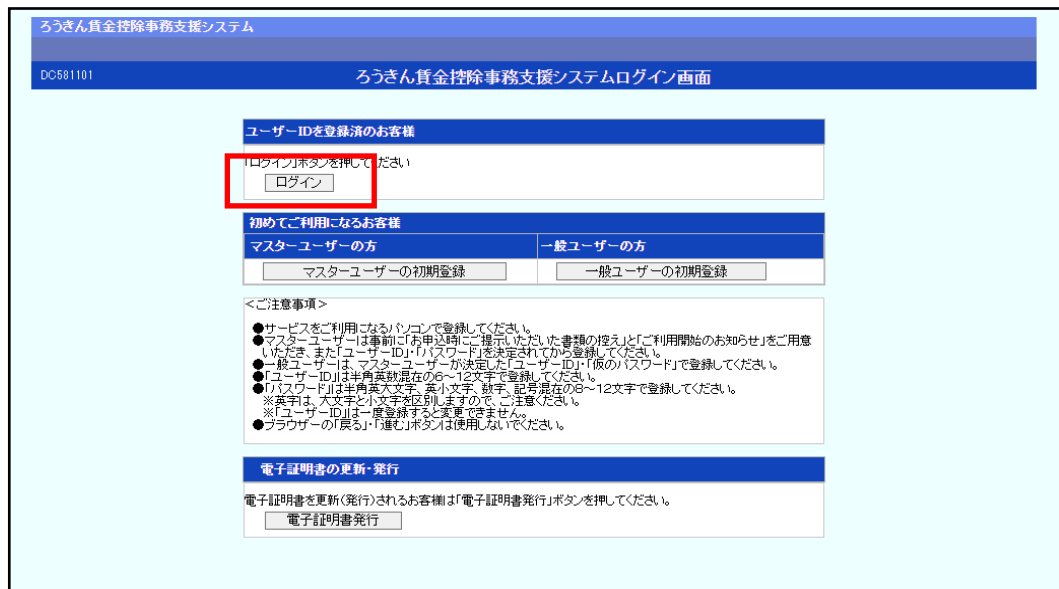 ろうきん賃金控除事務支援システム
DC581101
ろうきん賃金控除事務支援システムログイン画面
ユーザーIDを登録済のお客様
「ログイン」ボタンを押してください
ログイン
初めてご利用になるお客様
マスターユーザーの方
一般ユーザーの方
マスターユーザーの初期登録
一般ユーザーの初期登録
<ご注意事項>
●サービスをご利用になるパソコンで登録してください。
●マスターユーザーは事前に「お申込時にご提示いただいた書類の控え」と「ご利用開始のお知らせ」をご用意
いただき、また「ユーザーID」・「パスワード」を決定されてから登録してください。
●一般ユーザーは、マスターユーザーが決定した「ユーザーID」・「仮のパスワード」で登録してください。
●「ユーザーID」は半角英数混在の6～12文字で登録してください。
●「パスワード」は半角英大文字、英小文字、数字、記号混在の8～12文字で登録してください。
※英字は、大文字と小文字を区別しますので、ご注意ください。
※「ユーザーID」は一度登録すると変更できません。
●ブラウザーの「戻る」・「進む」ボタンは使用しないでください。
電子証明書の更新・発行
電子証明書を更新(発行)されるお客様は「電子証明書発行」ボタンを押してください。
電子証明書発行